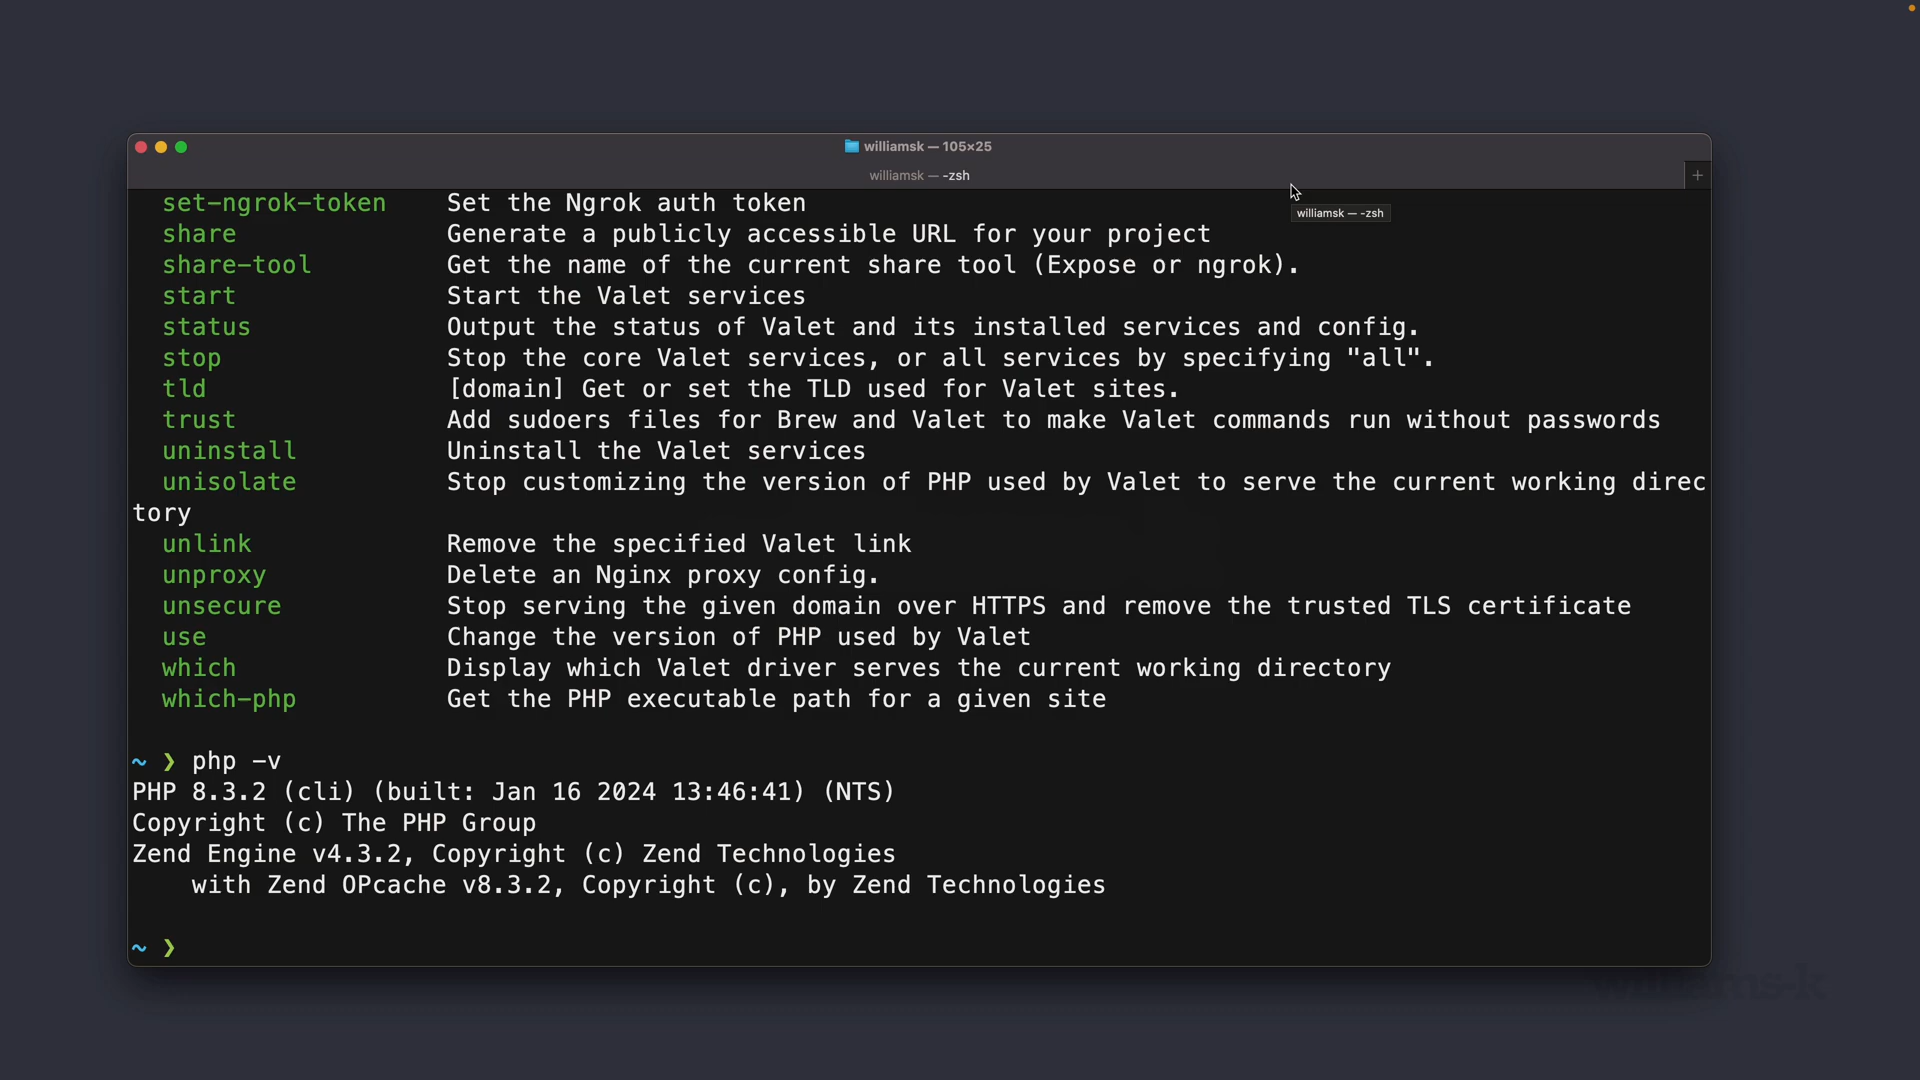 williamsk — 105×25
williamsk — -zsh
williamsk — -zsh
set-ngrok-token Set the Ngrok auth token
share Generate a publicly accessible URL for your project
share-tool Get the name of the current share tool (Expose or ngrok).
start Start the Valet services
status Output the status of Valet and its installed services and config.
stop Stop the core Valet services, or all services by specifying "all".
tld [domain] Get or set the TLD used for Valet sites.
trust Add sudoers files for Brew and Valet to make Valet commands run without passwords
uninstall Uninstall the Valet services
unisolate Stop customizing the version of PHP used by Valet to serve the current working direc
tory
unlink Remove the specified Valet link
unproxy Delete an Nginx proxy config.
unsecure Stop serving the given domain over HTTPS and remove the trusted TLS certificate
use Change the version of PHP used by Valet
which Display which Valet driver serves the current working directory
which-php Get the PHP executable path for a given site
~ ❯ php -v
PHP 8.3.2 (cli) (built: Jan 16 2024 13:46:41) (NTS)
Copyright (c) The PHP Group
Zend Engine v4.3.2, Copyright (c) Zend Technologies
with Zend OPcache v8.3.2, Copyright (c), by Zend Technologies
~ ❯